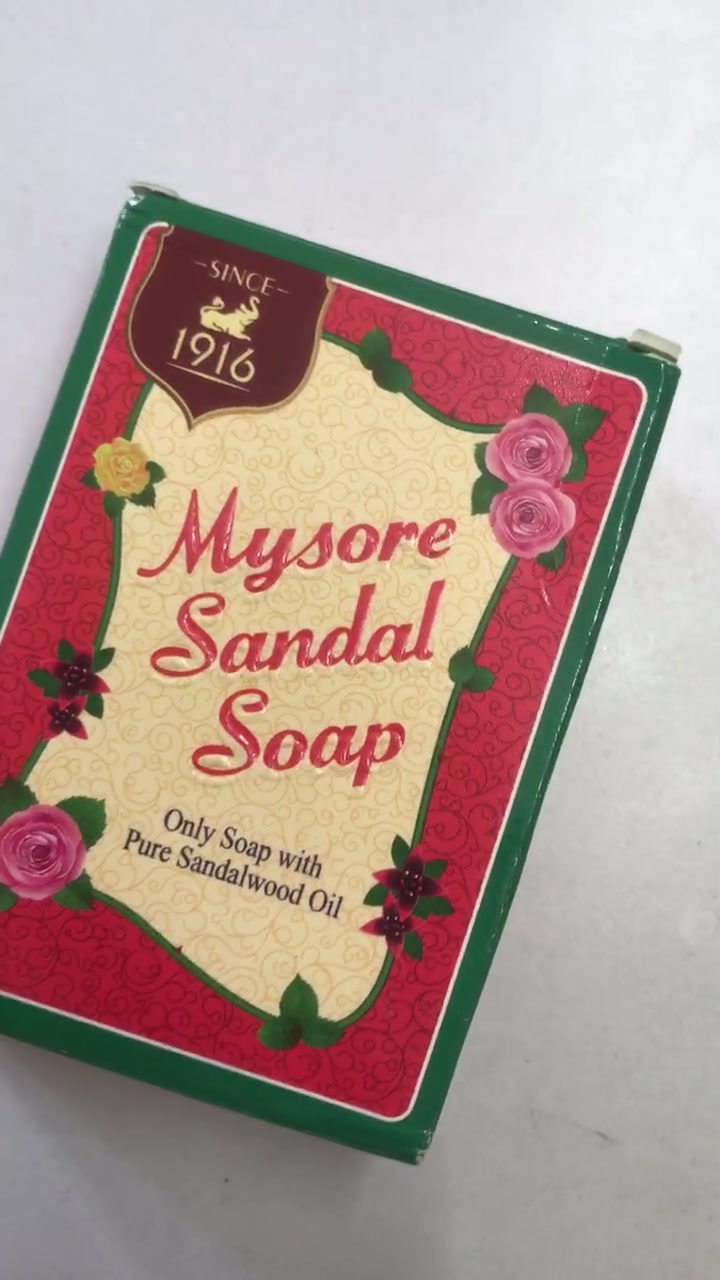 -SINCE-
1916
Mysore
Sandal
Soap
Only Soap with
Pure Sandalwood Oil